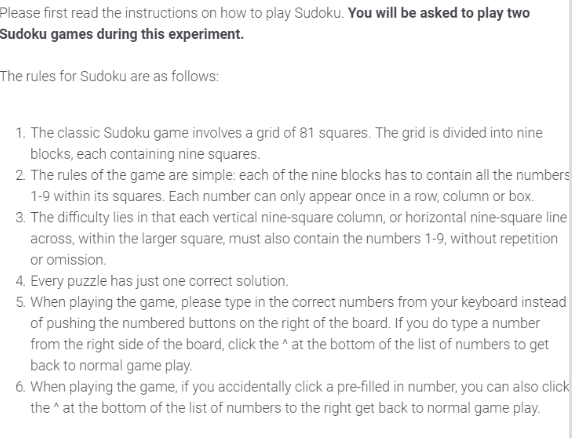 Please first read the instructions on how to play Sudoku. You will be asked to play two
Sudoku games during this experiment.
The rules for Sudoku are as follows:
1. The classic Sudoku game involves a grid of 81 squares. The grid is divided into nine
blocks, each containing nine squares.
2. The rules of the game are simple: each of the nine blocks has to contain all the numbers
1-9 within its squares. Each number can only appear once in a row, column or box.
3. The difficulty lies in that each vertical nine-square column, or horizontal nine-square line
across, within the larger square, must also contain the numbers 1-9, without repetition
or omission.
4. Every puzzle has just one correct solution.
5. When playing the game, please type in the correct numbers from your keyboard instead
of pushing the numbered buttons on the right of the board. If you do type a number
from the right side of the board, click the ^ at the bottom of the list of numbers to get
back to normal game play.
6. When playing the game, if you accidentally click a pre-filled in number, you can also click
the ^ at the bottom of the list of numbers to the right get back to normal game play.